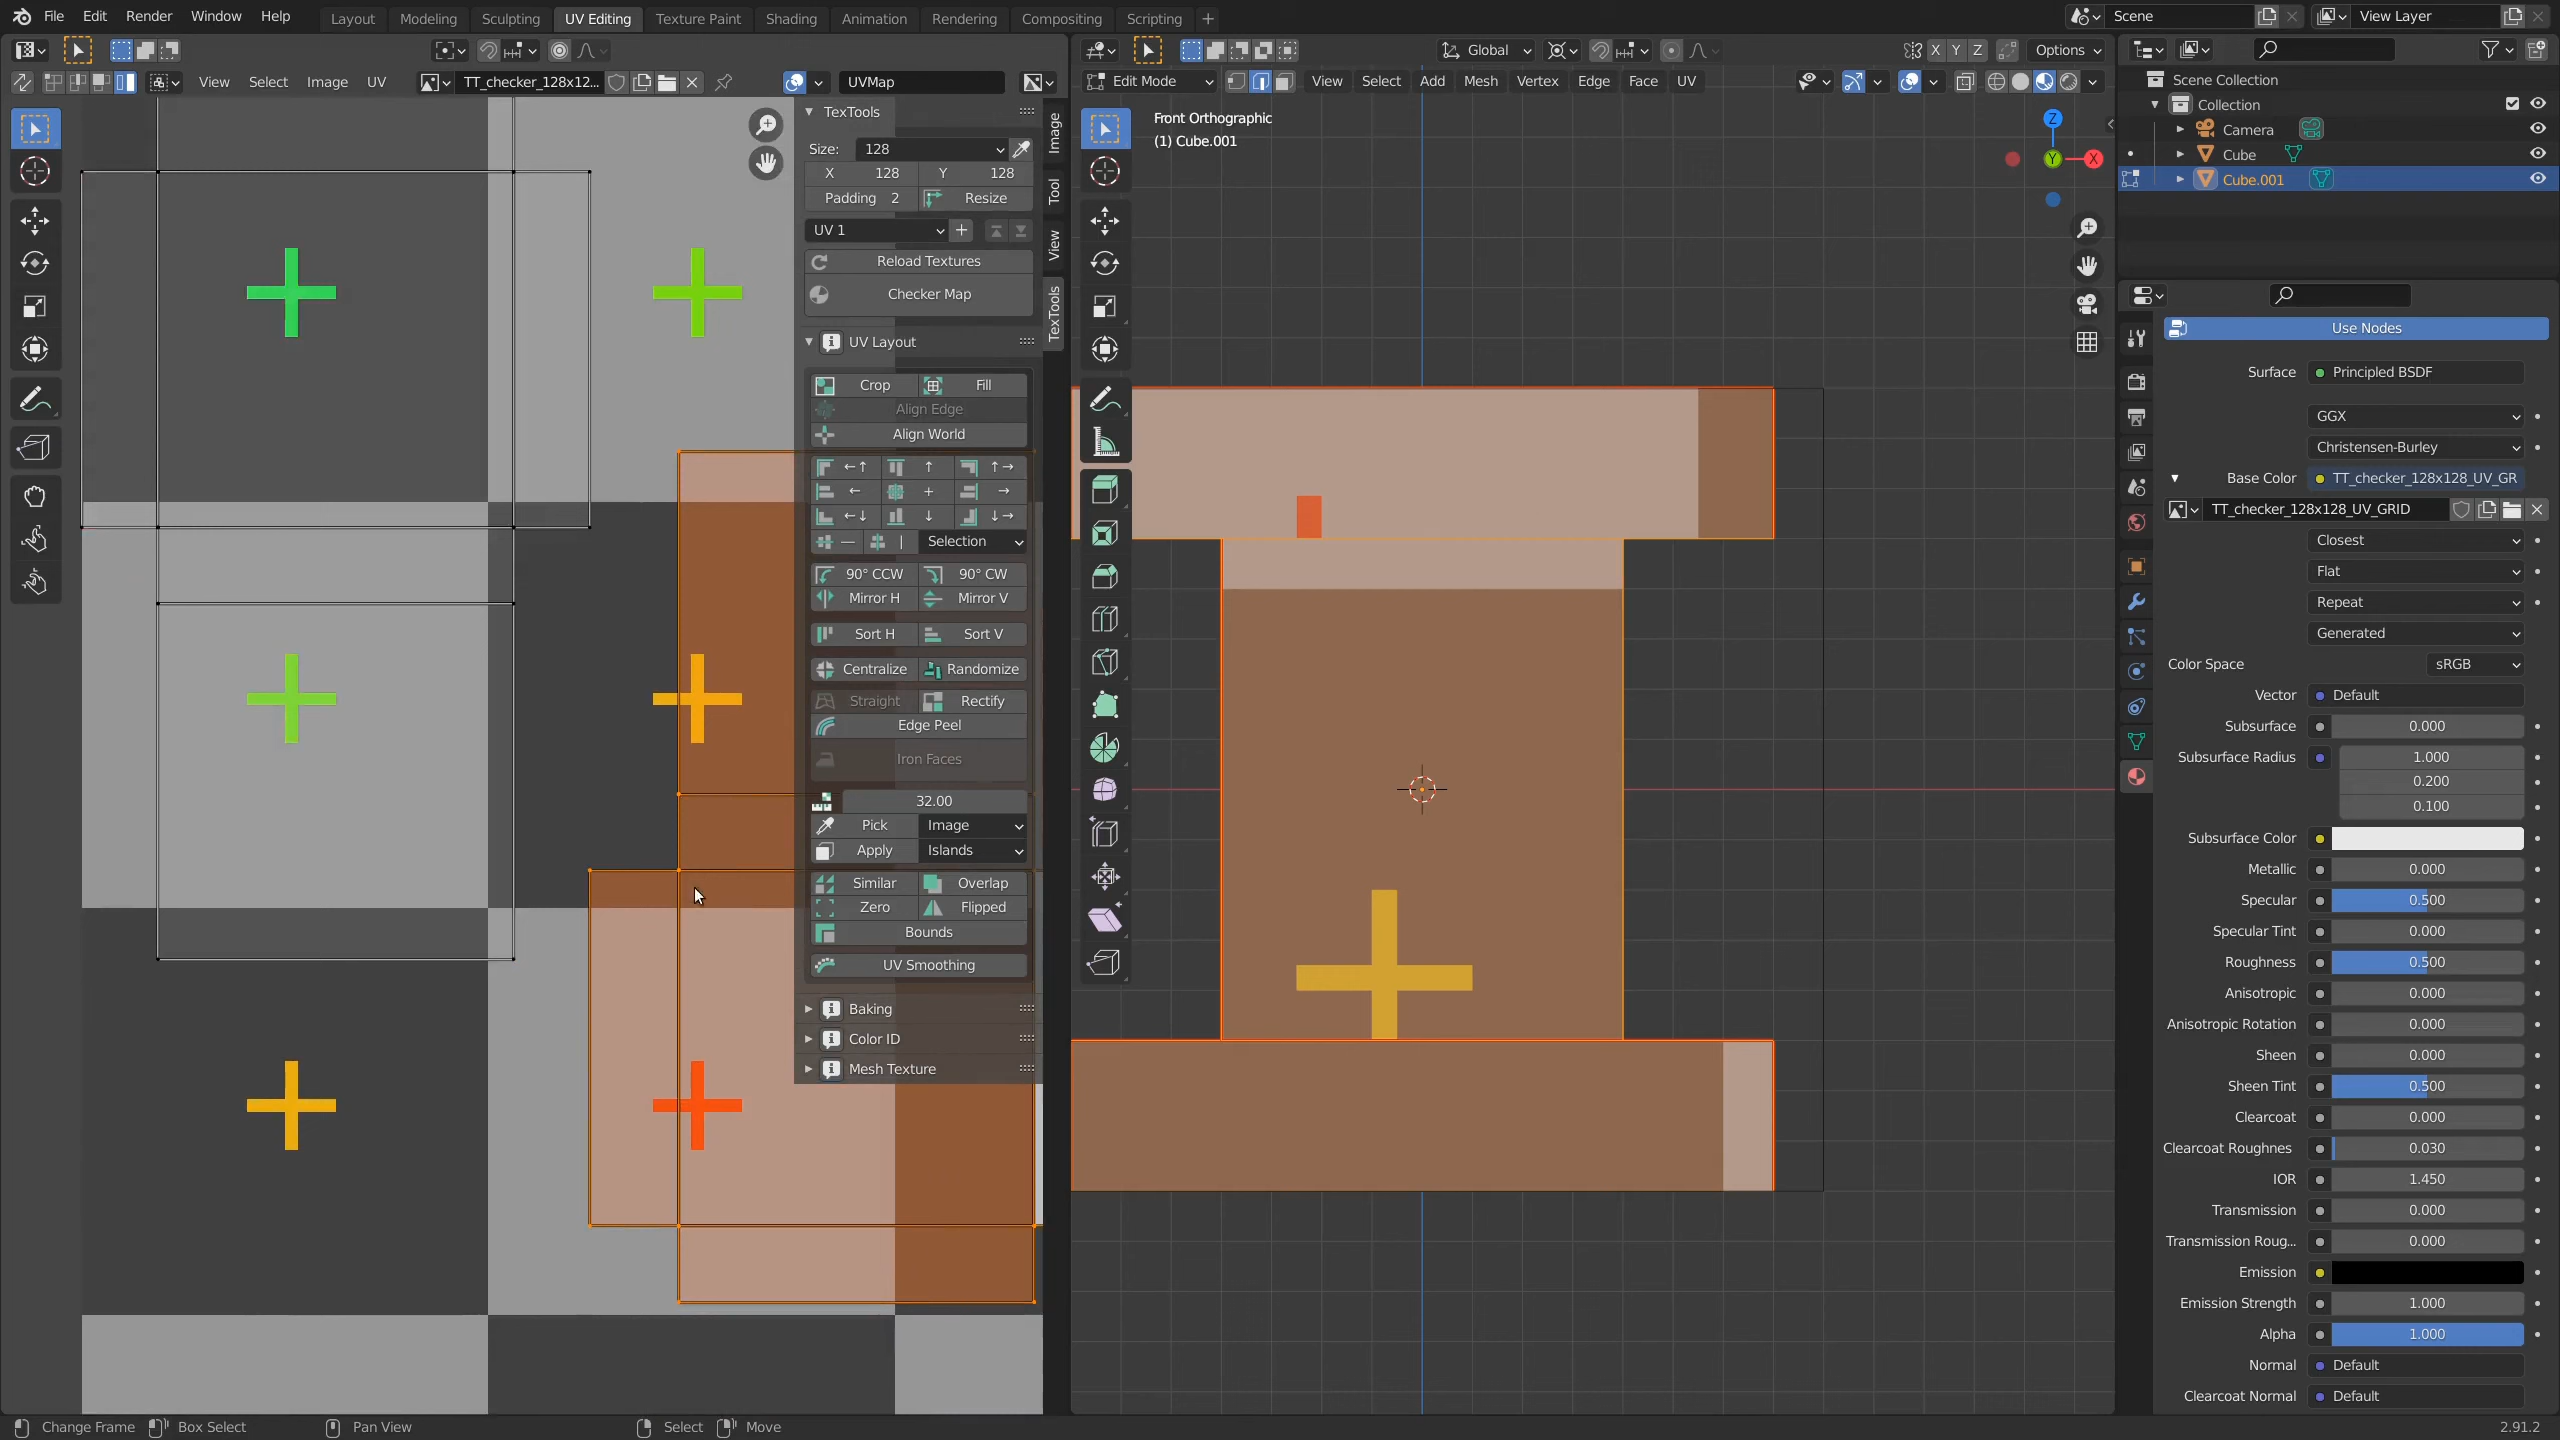 File Edit Render Window Help Layout Modeling Sculpting UV Editing Texture Paint Shading Animation Rendering Compositing Scripting + Scene View Layer
Global X Y Z Options
View Select Image UV TT_checker_128x12... UVMap
Edit Mode View Select Add Mesh Vertex Edge Face UV
TexTools
Size: 128
X 128 Y 128
Padding 2 Resize
UV 1
Reload Textures
Checker Map
UV Layout
Crop Fill
Align Edge
Align World
Selection
90° CCW 90° CW
Mirror H Mirror V
Sort H Sort V
Centralize Randomize
Straight Rectify
Edge Peel
Iron Faces
32.00
Pick Image
Apply Islands
Similar Overlap
Zero Flipped
Bounds
UV Smoothing
Baking
Color ID
Mesh Texture
Image
Tool
View
TexTools
Front Orthographic
(1) Cube.001
Z
Y X
Scene Collection
Collection
Camera
Cube
Cube.001
Use Nodes
Surface Principled BSDF
GGX
Christensen-Burley
Base Color TT_checker_128x128_UV_GR
TT_checker_128x128_UV_GRID
Closest
Flat
Repeat
Generated
Color Space sRGB
Vector Default
Subsurface 0.000
Subsurface Radius 1.000
0.200
0.100
Subsurface Color
Metallic 0.000
Specular 0.500
Specular Tint 0.000
Roughness 0.500
Anisotropic 0.000
Anisotropic Rotation 0.000
Sheen 0.000
Sheen Tint 0.500
Clearcoat 0.000
Clearcoat Roughnes 0.030
IOR 1.450
Transmission 0.000
Transmission Roug... 0.000
Emission
Emission Strength 1.000
Alpha 1.000
Normal Default
Clearcoat Normal Default
Change Frame Box Select Pan View Select Move 2.91.2